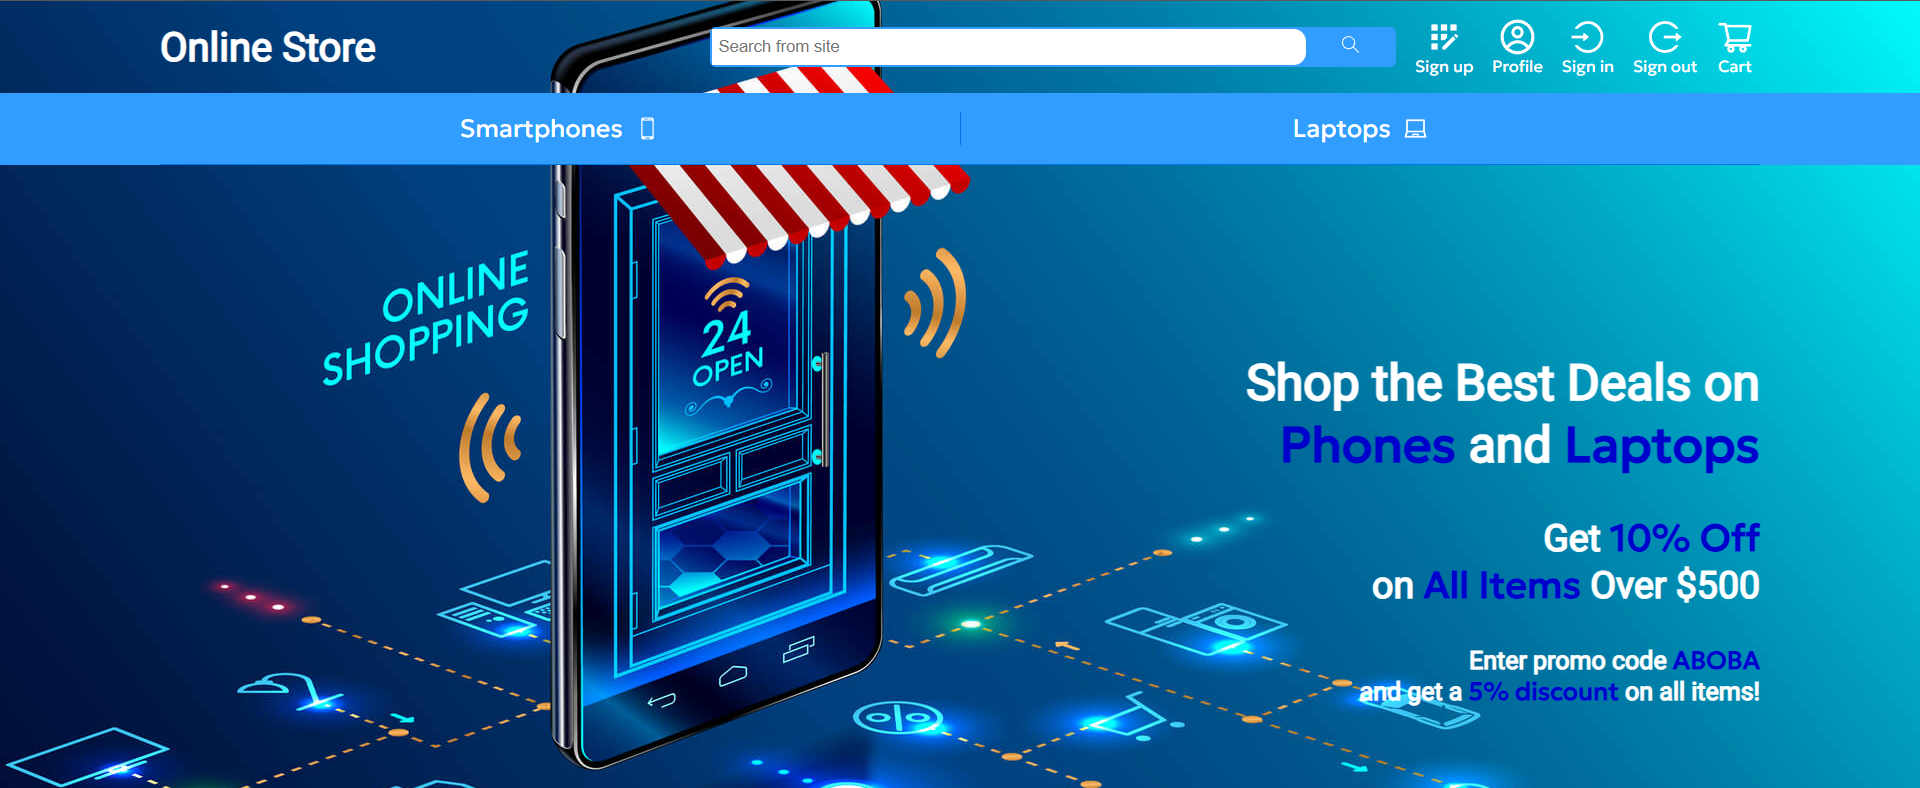 Online Store
Search from site
Sign up
Profile
Sign in
Sign out
Cart
Smartphones
Laptops
ONLINE
SHOPPING
24
OPEN
Shop the Best Deals on
Phones and Laptops
Get 10% Off
on All Items Over $500
Enter promo code ABOBA
and get a 5% discount on all items!